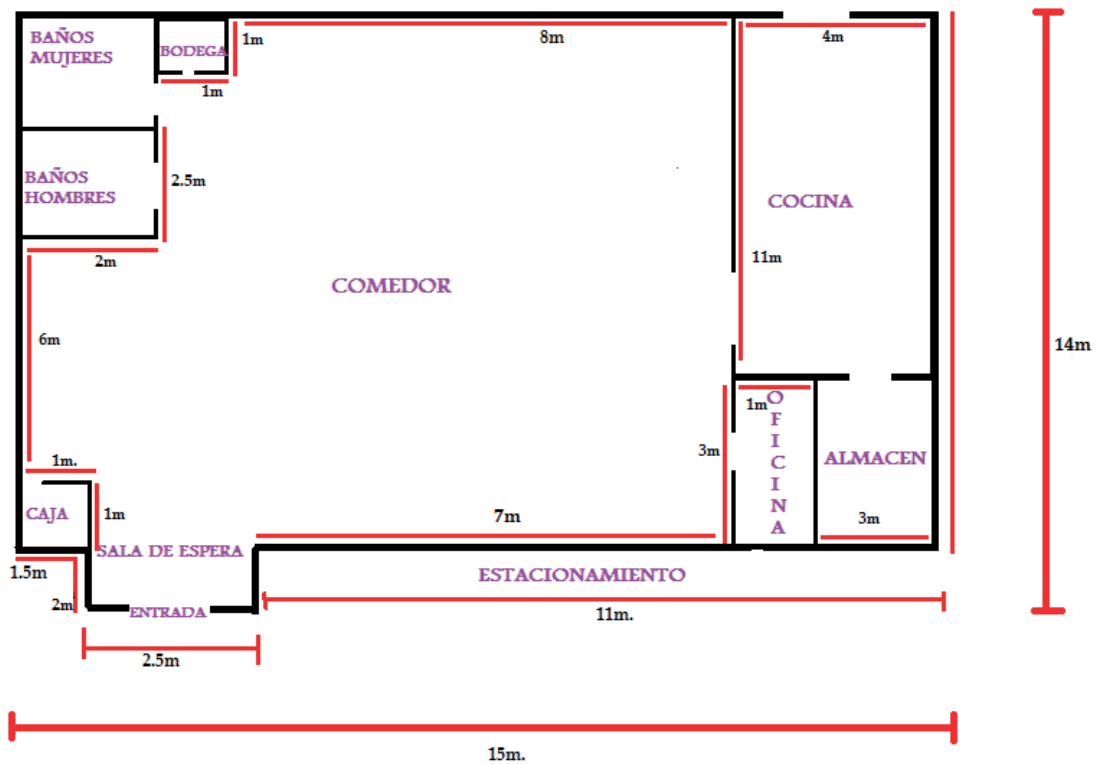 BAÑOS
MUJERES
BODEGA
1m
8m
4m
1m
BAÑOS
HOMBRES
2.5m
COCINA
2m
11m
COMEDOR
6m
14m
1m
OFICINA
3m
ALMACEN
1m.
CAJA
1m
7m
3m
SALA DE ESPERA
1.5m
ESTACIONAMIENTO
2m
ENTRADA
11m.
2.5m
15m.